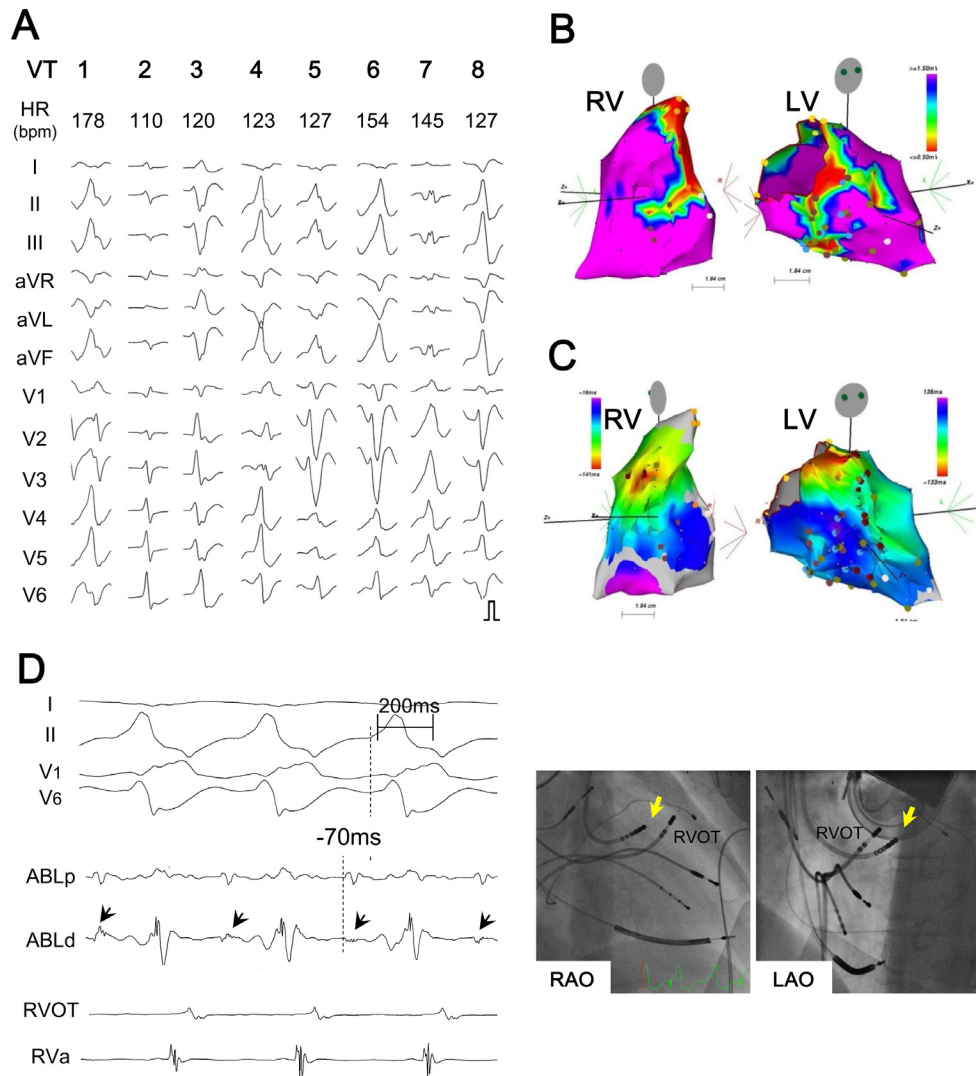 A
VT 1 2 3 4 5 6 7 8
HR (bpm) 178 110 120 123 127 154 145 127
I
II
III
aVR
aVL
aVF
V1
V2
V3
V4
V5
V6
B
RV LV
>=1.50mV
<=0.50mV
1.84 cm
1.84 cm
C
RV LV
-16ms
-141ms
136ms
-133ms
1.84 cm
D
I
200ms
II
V1
V6
-70ms
ABLp
ABLd
RVOT
RVa
RVOT
RAO
RVOT
LAO